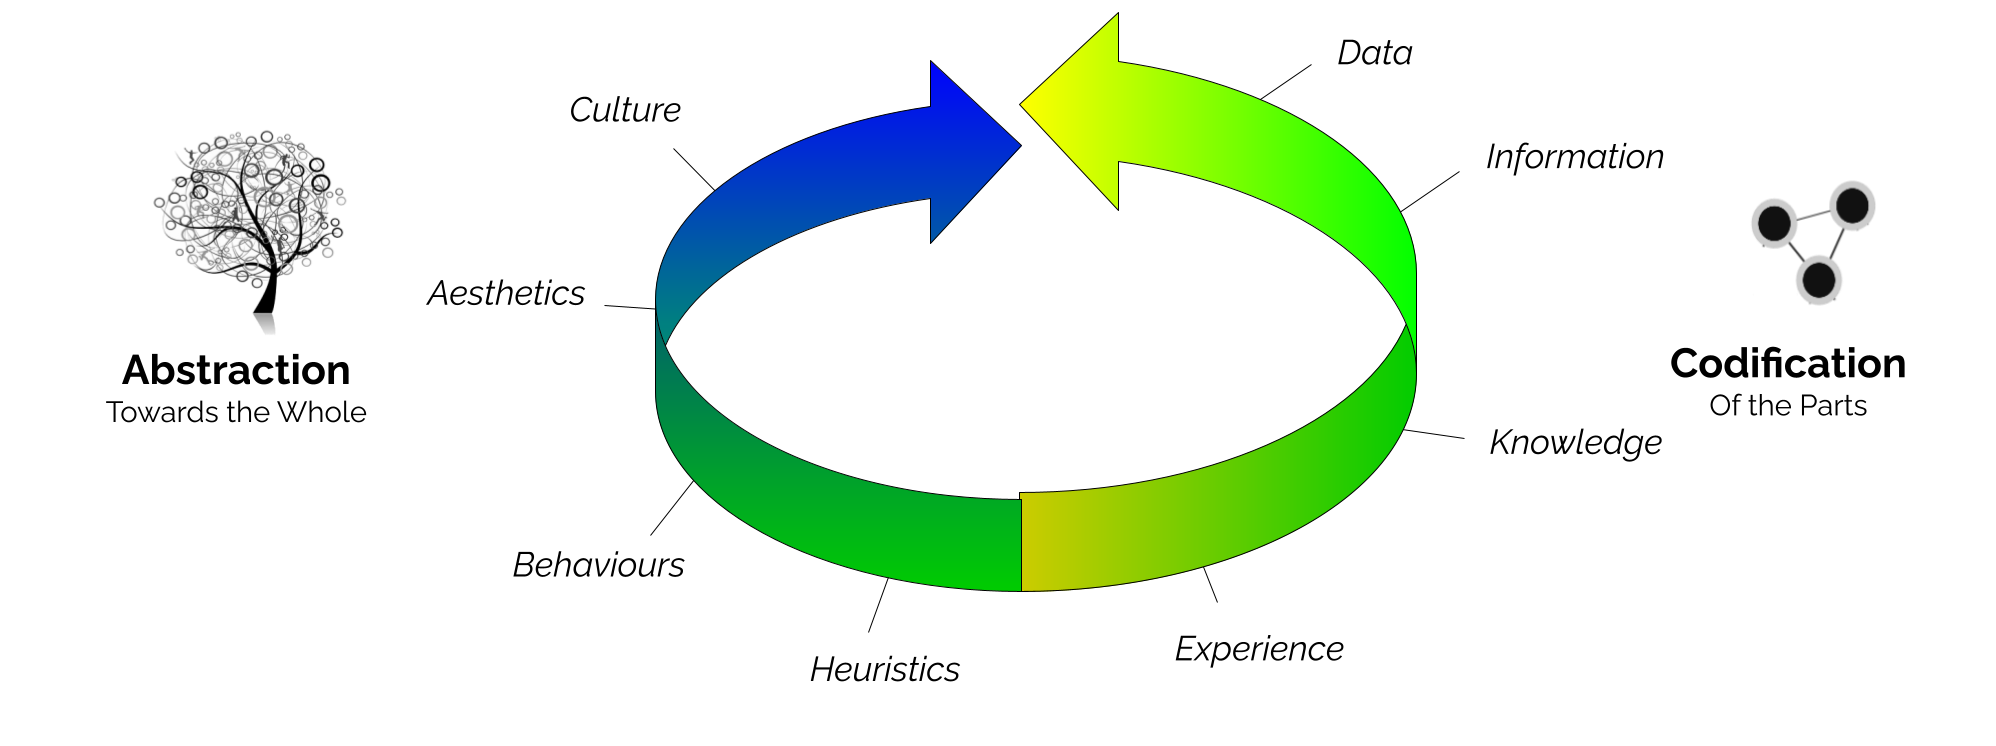 Data
Culture
Information
Aesthetics
Abstraction
Towards the Whole
Codification
Of the Parts
Knowledge
Behaviours
Experience
Heuristics